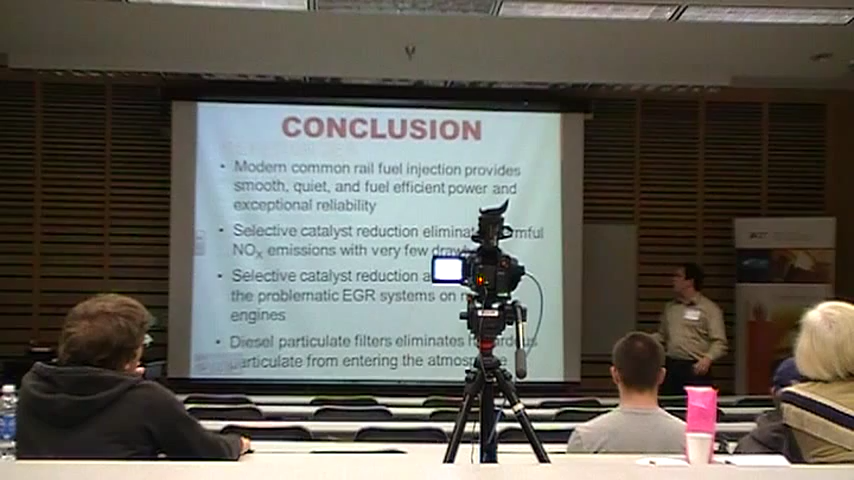 CONCLUSION
• Modern common rail fuel injection provides
smooth, quiet, and fuel efficient power and
exceptional reliability
• Selective catalyst reduction eliminat
NOx emissions with very few
• Selective catalyst reduction
the problematic EGR systems on
engines
• Diesel particulate filters eliminates
particulate from entering the